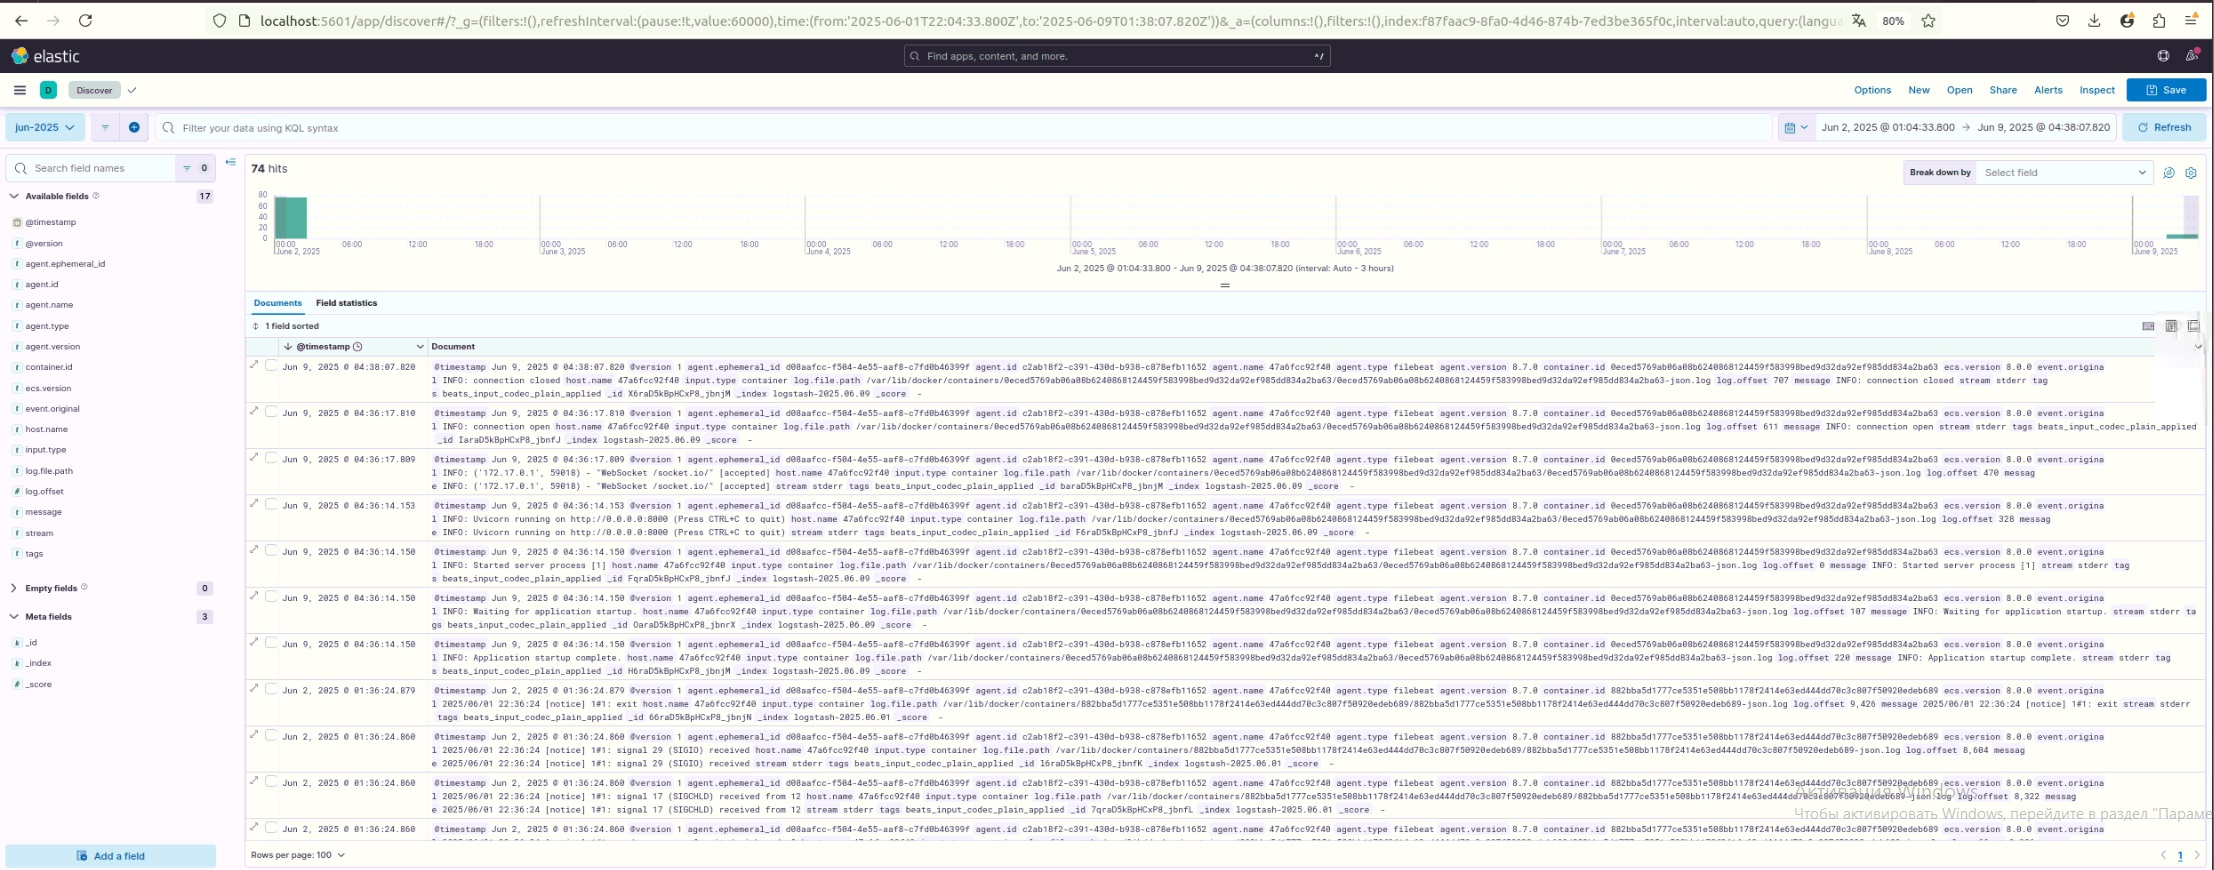 localhost:5601/app/discover#/?_g=(filters:!(),refreshInterval:(pause:!t,value:60000),time:(from:'2025-06-01T22:04:33.800Z',to:'2025-06-09T01:38:07.820Z'))&_a=(columns:!(),filters:!(),index:f87faac9-8fa0-4d46-874b-7ed3be365f0c,interval:auto,query:(langua 80%
elastic
Find apps, content, and more. ^/
D Discover Options New Open Share Alerts Inspect Save
jun-2025 Filter your data using KQL syntax Jun 2, 2025 @ 01:04:33.800 → Jun 9, 2025 @ 04:38:07.820 Refresh
Search field names 0
74 hits
Break down by Select field
Available fields 17
@timestamp
@version
agent.ephemeral_id
agent.id
agent.name
agent.type
agent.version
container.id
ecs.version
event.original
host.name
input.type
log.file.path
log.offset
message
stream
tags
Empty fields 0
Meta fields 3
_id
_index
_score
Add a field
80
60
40
20
0
00:00 06:00 12:00 18:00 00:00 06:00 12:00 18:00 00:00 06:00 12:00 18:00 00:00 06:00 12:00 18:00 00:00 06:00 12:00 18:00 00:00 06:00 12:00 18:00 00:00 06:00 12:00 18:00 00:00
June 2, 2025 June 3, 2025 June 4, 2025 June 5, 2025 June 6, 2025 June 7, 2025 June 8, 2025 June 9, 2025
Jun 2, 2025 @ 01:04:33.800 - Jun 9, 2025 @ 04:38:07.820 (interval: Auto - 3 hours)
Documents Field statistics
1 field sorted
@timestamp Document
Jun 9, 2025 @ 04:38:07.820 @timestamp Jun 9, 2025 @ 04:38:07.820 @version 1 agent.ephemeral_id d08aafcc-f504-4e55-aaf8-c7fd0b46399f agent.id c2ab18f2-c391-430d-b938-c878efb11652 agent.name 47a6fcc92f40 agent.type filebeat agent.version 8.7.0 container.id 0eced5769ab06a08b6240868124459f583998bed9d32da92ef985dd834a2ba63 ecs.version 8.0.0 event.origina
l INFO: connection closed host.name 47a6fcc92f40 input.type container log.file.path /var/lib/docker/containers/0eced5769ab06a08b6240868124459f583998bed9d32da92ef985dd834a2ba63/0eced5769ab06a08b6240868124459f583998bed9d32da92ef985dd834a2ba63-json.log log.offset 707 message INFO: connection closed stream stderr tag
s beats_input_codec_plain_applied _id X6raD5kBpHCxP8_jbnjM _index logstash-2025.06.09 _score -
Jun 9, 2025 @ 04:36:17.810 @timestamp Jun 9, 2025 @ 04:36:17.810 @version 1 agent.ephemeral_id d08aafcc-f504-4e55-aaf8-c7fd0b46399f agent.id c2ab18f2-c391-430d-b938-c878efb11652 agent.name 47a6fcc92f40 agent.type filebeat agent.version 8.7.0 container.id 0eced5769ab06a08b6240868124459f583998bed9d32da92ef985dd834a2ba63 ecs.version 8.0.0 event.origina
l INFO: connection open host.name 47a6fcc92f40 input.type container log.file.path /var/lib/docker/containers/0eced5769ab06a08b6240868124459f583998bed9d32da92ef985dd834a2ba63/0eced5769ab06a08b6240868124459f583998bed9d32da92ef985dd834a2ba63-json.log log.offset 611 message INFO: connection open stream stderr tags beats_input_codec_plain_applied
_id IaraD5kBpHCxP8_jbnfJ _index logstash-2025.06.09 _score -
Jun 9, 2025 @ 04:36:17.809 @timestamp Jun 9, 2025 @ 04:36:17.809 @version 1 agent.ephemeral_id d08aafcc-f504-4e55-aaf8-c7fd0b46399f agent.id c2ab18f2-c391-430d-b938-c878efb11652 agent.name 47a6fcc92f40 agent.type filebeat agent.version 8.7.0 container.id 0eced5769ab06a08b6240868124459f583998bed9d32da92ef985dd834a2ba63 ecs.version 8.0.0 event.origina
l INFO: ('172.17.0.1', 59018) - "WebSocket /socket.io/" [accepted] host.name 47a6fcc92f40 input.type container log.file.path /var/lib/docker/containers/0eced5769ab06a08b6240868124459f583998bed9d32da92ef985dd834a2ba63/0eced5769ab06a08b6240868124459f583998bed9d32da92ef985dd834a2ba63-json.log log.offset 470 messag
e INFO: ('172.17.0.1', 59018) - "WebSocket /socket.io/" [accepted] stream stderr tags beats_input_codec_plain_applied _id baraD5kBpHCxP8_jbnjM _index logstash-2025.06.09 _score -
Jun 9, 2025 @ 04:36:14.153 @timestamp Jun 9, 2025 @ 04:36:14.153 @version 1 agent.ephemeral_id d08aafcc-f504-4e55-aaf8-c7fd0b46399f agent.id c2ab18f2-c391-430d-b938-c878efb11652 agent.name 47a6fcc92f40 agent.type filebeat agent.version 8.7.0 container.id 0eced5769ab06a08b6240868124459f583998bed9d32da92ef985dd834a2ba63 ecs.version 8.0.0 event.origina
l INFO: Uvicorn running on http://0.0.0.0:8000 (Press CTRL+C to quit) host.name 47a6fcc92f40 input.type container log.file.path /var/lib/docker/containers/0eced5769ab06a08b6240868124459f583998bed9d32da92ef985dd834a2ba63/0eced5769ab06a08b6240868124459f583998bed9d32da92ef985dd834a2ba63-json.log log.offset 328 messag
e INFO: Uvicorn running on http://0.0.0.0:8000 (Press CTRL+C to quit) stream stderr tags beats_input_codec_plain_applied _id F6raD5kBpHCxP8_jbnfJ _index logstash-2025.06.09 _score -
Jun 9, 2025 @ 04:36:14.150 @timestamp Jun 9, 2025 @ 04:36:14.150 @version 1 agent.ephemeral_id d08aafcc-f504-4e55-aaf8-c7fd0b46399f agent.id c2ab18f2-c391-430d-b938-c878efb11652 agent.name 47a6fcc92f40 agent.type filebeat agent.version 8.7.0 container.id 0eced5769ab06a08b6240868124459f583998bed9d32da92ef985dd834a2ba63 ecs.version 8.0.0 event.origina
l INFO: Started server process [1] host.name 47a6fcc92f40 input.type container log.file.path /var/lib/docker/containers/0eced5769ab06a08b6240868124459f583998bed9d32da92ef985dd834a2ba63/0eced5769ab06a08b6240868124459f583998bed9d32da92ef985dd834a2ba63-json.log log.offset 0 message INFO: Started server process [1] stream stderr tag
s beats_input_codec_plain_applied _id FqraD5kBpHCxP8_jbnfJ _index logstash-2025.06.09 _score -
Jun 9, 2025 @ 04:36:14.150 @timestamp Jun 9, 2025 @ 04:36:14.150 @version 1 agent.ephemeral_id d08aafcc-f504-4e55-aaf8-c7fd0b46399f agent.id c2ab18f2-c391-430d-b938-c878efb11652 agent.name 47a6fcc92f40 agent.type filebeat agent.version 8.7.0 container.id 0eced5769ab06a08b6240868124459f583998bed9d32da92ef985dd834a2ba63 ecs.version 8.0.0 event.origina
l INFO: Waiting for application startup. host.name 47a6fcc92f40 input.type container log.file.path /var/lib/docker/containers/0eced5769ab06a08b6240868124459f583998bed9d32da92ef985dd834a2ba63/0eced5769ab06a08b6240868124459f583998bed9d32da92ef985dd834a2ba63-json.log log.offset 107 message INFO: Waiting for application startup. stream stderr ta
gs beats_input_codec_plain_applied _id OaraD5kBpHCxP8_jbnrX _index logstash-2025.06.09 _score -
Jun 9, 2025 @ 04:36:14.150 @timestamp Jun 9, 2025 @ 04:36:14.150 @version 1 agent.ephemeral_id d08aafcc-f504-4e55-aaf8-c7fd0b46399f agent.id c2ab18f2-c391-430d-b938-c878efb11652 agent.name 47a6fcc92f40 agent.type filebeat agent.version 8.7.0 container.id 0eced5769ab06a08b6240868124459f583998bed9d32da92ef985dd834a2ba63 ecs.version 8.0.0 event.origina
l INFO: Application startup complete. host.name 47a6fcc92f40 input.type container log.file.path /var/lib/docker/containers/0eced5769ab06a08b6240868124459f583998bed9d32da92ef985dd834a2ba63/0eced5769ab06a08b6240868124459f583998bed9d32da92ef985dd834a2ba63-json.log log.offset 220 message INFO: Application startup complete. stream stderr tag
s beats_input_codec_plain_applied _id H6raD5kBpHCxP8_jbnjM _index logstash-2025.06.09 _score -
Jun 2, 2025 @ 01:36:24.879 @timestamp Jun 2, 2025 @ 01:36:24.879 @version 1 agent.ephemeral_id d08aafcc-f504-4e55-aaf8-c7fd0b46399f agent.id c2ab18f2-c391-430d-b938-c878efb11652 agent.name 47a6fcc92f40 agent.type filebeat agent.version 8.7.0 container.id 882bba5d1777ce5351e508bb1178f2414e63ed444dd70c3c807f50920edeb689 ecs.version 8.0.0 event.origina
l 2025/06/01 22:36:24 [notice] 1#1: exit host.name 47a6fcc92f40 input.type container log.file.path /var/lib/docker/containers/882bba5d1777ce5351e508bb1178f2414e63ed444dd70c3c807f50920edeb689/882bba5d1777ce5351e508bb1178f2414e63ed444dd70c3c807f50920edeb689-json.log log.offset 9,426 message 2025/06/01 22:36:24 [notice] 1#1: exit stream stderr
tags beats_input_codec_plain_applied _id 66raD5kBpHCxP8_jbnjN _index logstash-2025.06.01 _score -
Jun 2, 2025 @ 01:36:24.860 @timestamp Jun 2, 2025 @ 01:36:24.860 @version 1 agent.ephemeral_id d08aafcc-f504-4e55-aaf8-c7fd0b46399f agent.id c2ab18f2-c391-430d-b938-c878efb11652 agent.name 47a6fcc92f40 agent.type filebeat agent.version 8.7.0 container.id 882bba5d1777ce5351e508bb1178f2414e63ed444dd70c3c807f50920edeb689 ecs.version 8.0.0 event.origina
l 2025/06/01 22:36:24 [notice] 1#1: signal 29 (SIGIO) received host.name 47a6fcc92f40 input.type container log.file.path /var/lib/docker/containers/882bba5d1777ce5351e508bb1178f2414e63ed444dd70c3c807f50920edeb689/882bba5d1777ce5351e508bb1178f2414e63ed444dd70c3c807f50920edeb689-json.log log.offset 8,604 messag
e 2025/06/01 22:36:24 [notice] 1#1: signal 29 (SIGIO) received stream stderr tags beats_input_codec_plain_applied _id l6raD5kBpHCxP8_jbnfK _index logstash-2025.06.01 _score -
Jun 2, 2025 @ 01:36:24.860 @timestamp Jun 2, 2025 @ 01:36:24.860 @version 1 agent.ephemeral_id d08aafcc-f504-4e55-aaf8-c7fd0b46399f agent.id c2ab18f2-c391-430d-b938-c878efb11652 agent.name 47a6fcc92f40 agent.type filebeat agent.version 8.7.0 container.id 882bba5d1777ce5351e508bb1178f2414e63ed444dd70c3c807f50920edeb689 ecs.version 8.0.0 event.origina
l 2025/06/01 22:36:24 [notice] 1#1: signal 17 (SIGCHLD) received from 12 host.name 47a6fcc92f40 input.type container log.file.path /var/lib/docker/containers/882bba5d1777ce5351e508bb1178f2414e63ed444dd70c3c807f50920edeb689/882bba5d1777ce5351e508bb1178f2414e63ed444dd70c3c807f50920edeb689-json.log log.offset 8,322 messag
e 2025/06/01 22:36:24 [notice] 1#1: signal 17 (SIGCHLD) received from 12 stream stderr tags beats_input_codec_plain_applied _id 7qraD5kBpHCxP8_jbnfL _index logstash-2025.06.01 _score -
Jun 2, 2025 @ 01:36:24.860 @timestamp Jun 2, 2025 @ 01:36:24.860 @version 1 agent.ephemeral_id d08aafcc-f504-4e55-aaf8-c7fd0b46399f agent.id c2ab18f2-c391-430d-b938-c878efb11652 agent.name 47a6fcc92f40 agent.type filebeat agent.version 8.7.0 container.id 882bba5d1777ce5351e508bb1178f2414e63ed444dd70c3c807f50920edeb689 ecs.version 8.0.0 event.origina
Активация Windows
Чтобы активировать Windows, перейдите в раздел "Параме
Rows per page: 100 1